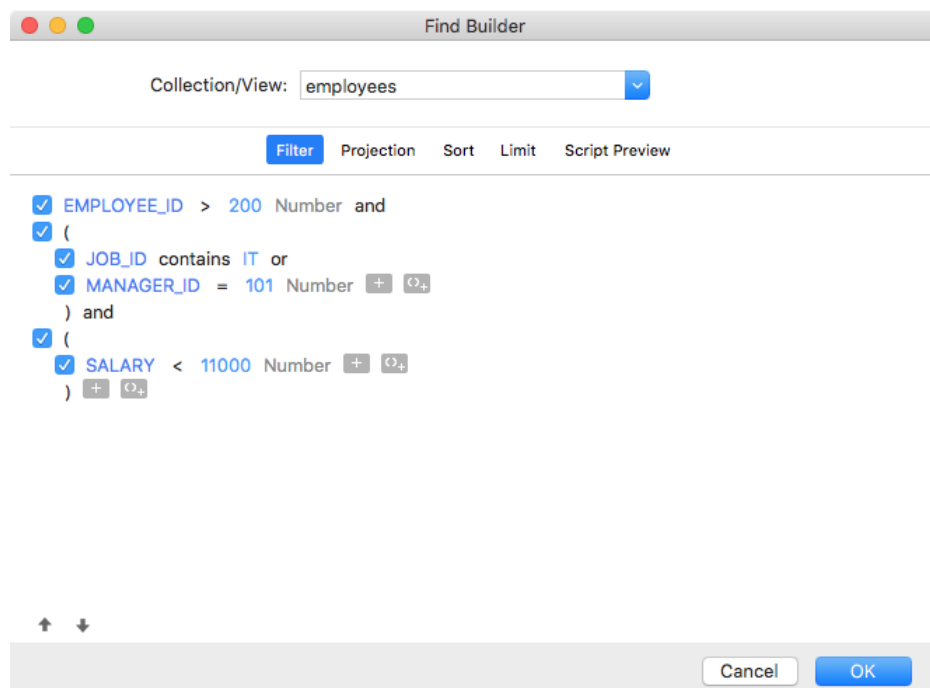 Find Builder
Collection/View: employees
Filter Projection Sort Limit Script Preview
EMPLOYEE_ID > 200 Number and
(
JOB_ID contains IT or
MANAGER_ID = 101 Number
) and
(
SALARY < 11000 Number
)
Cancel OK